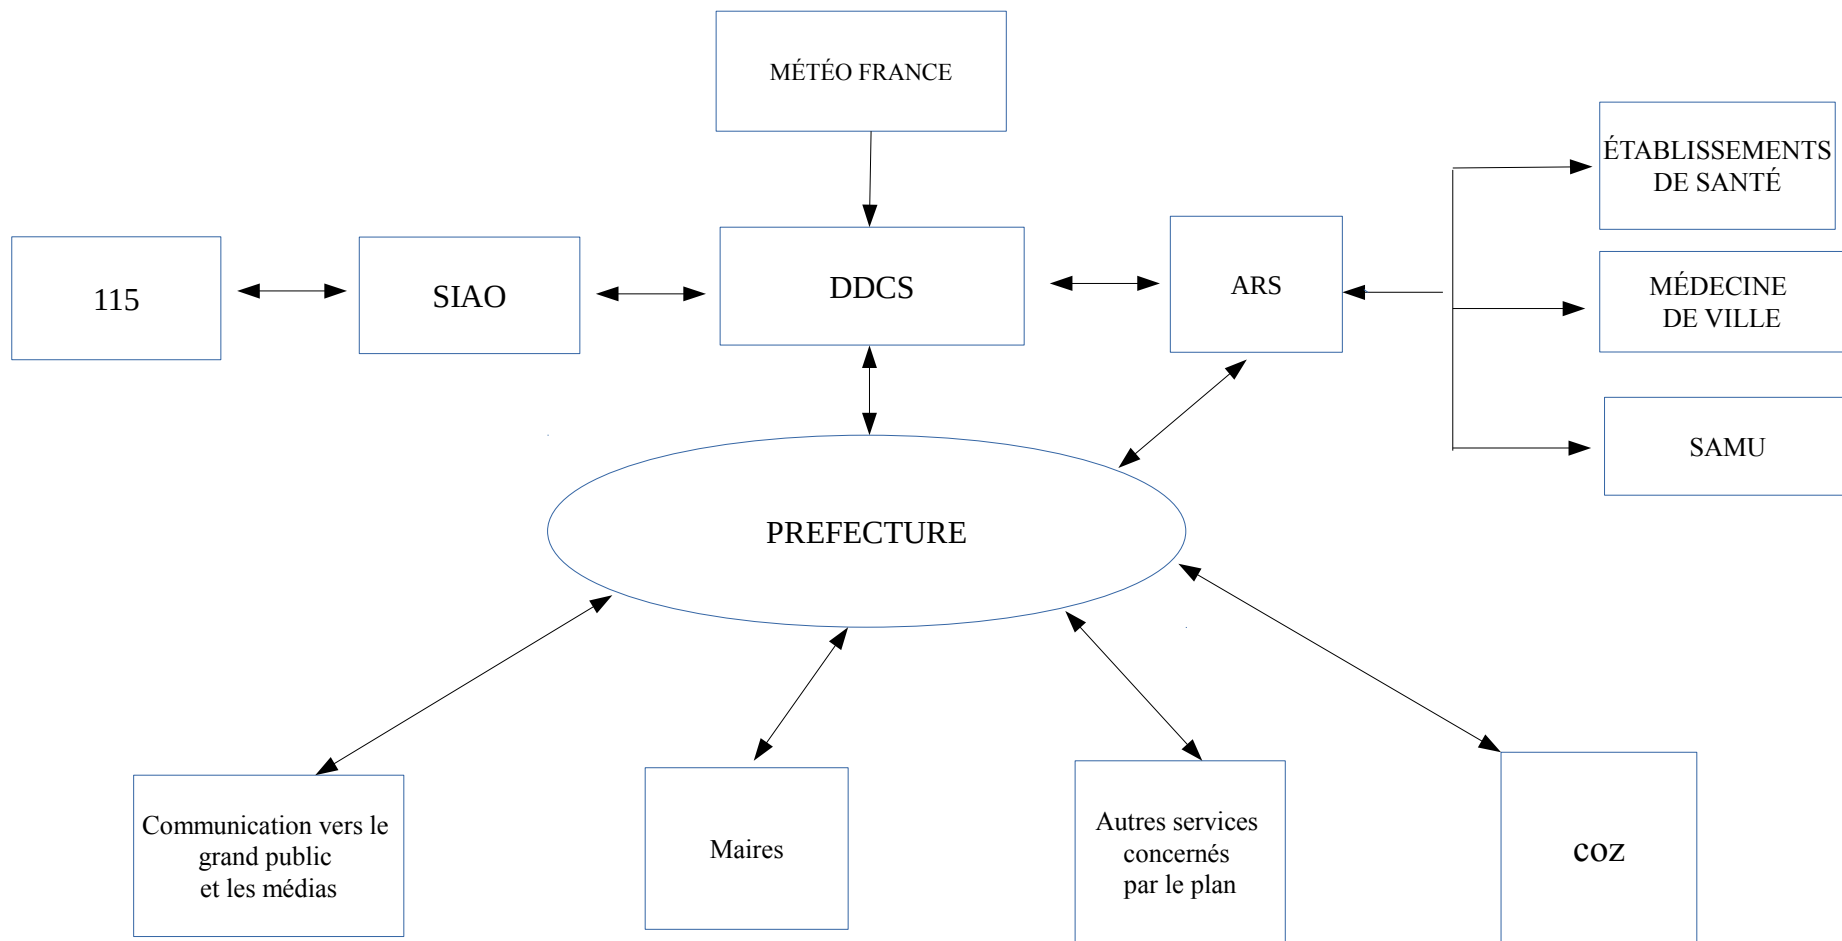 MÉTÉO FRANCE
ÉTABLISSEMENTS
DE SANTÉ
115
SIAO
DDCS
ARS
MÉDECINE
DE VILLE
SAMU
PREFECTURE
Communication vers le
grand public
et les médias
Maires
Autres services
concernés
par le plan
COZ